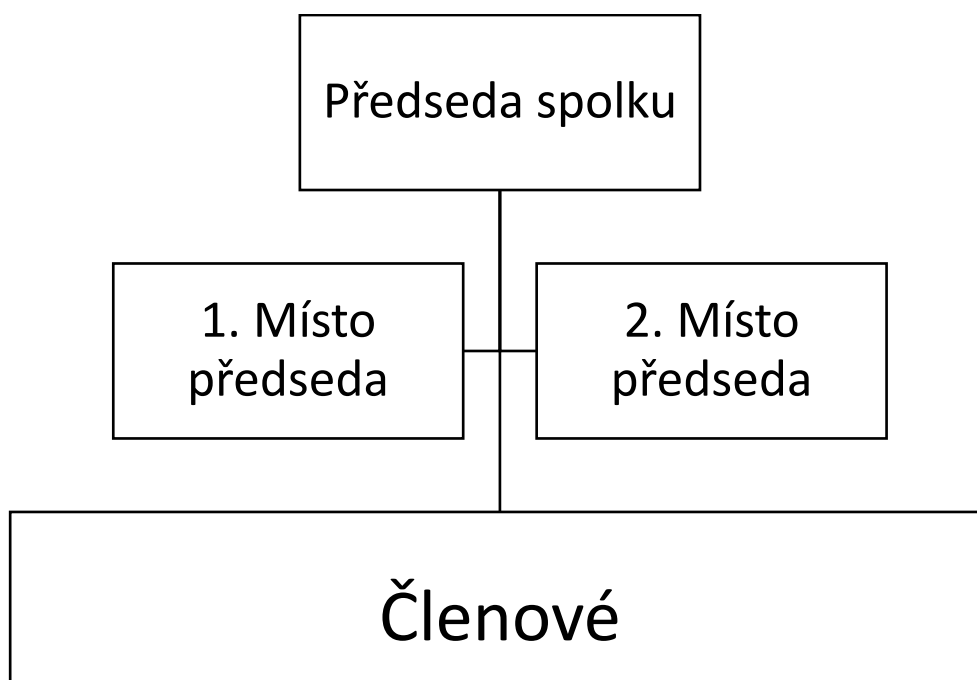 Předseda spolku
1. Místo
předseda
2. Místo
předseda
Členové